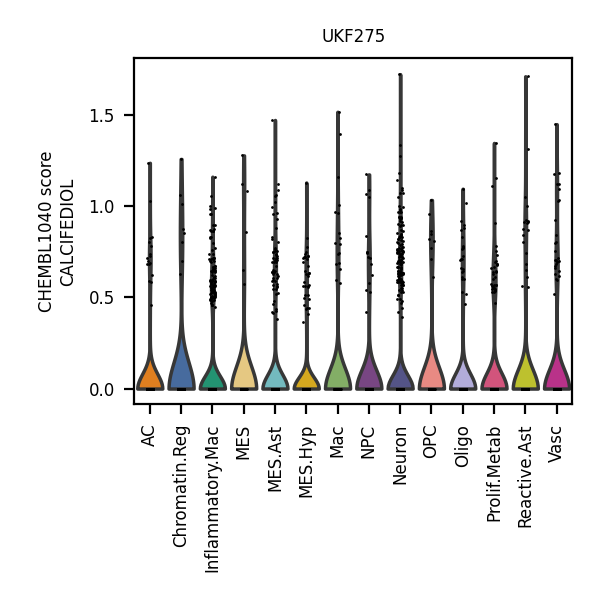 UKF275
CHEMBL1040 score
CALCIFEDIOL
1.5
1.0
0.5
0.0
AC
Chromatin.Reg
Inflammatory.Mac
MES
MES.Ast
MES.Hyp
Mac
NPC
Neuron
OPC
Oligo
Prolif.Metab
Reactive.Ast
Vasc